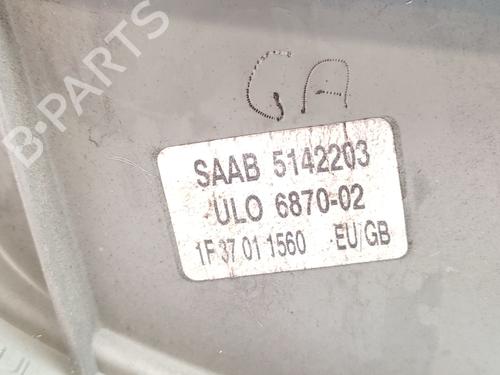 B-PARTS
GA
SAAB 5142203
ULO 6870-02
1F 37 01 1560 EU/GB